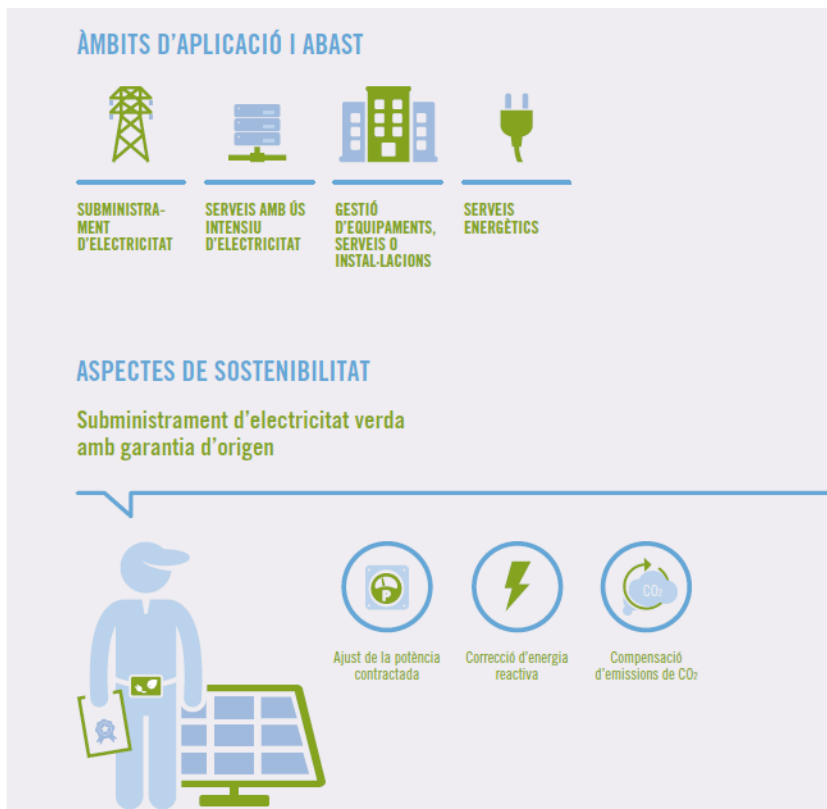 ÀMBITS D'APLICACIÓ I ABAST
SUBMINISTRA-
MENT
D'ELECTRICITAT
SERVEIS AMB ÚS
INTENSIU
D'ELECTRICITAT
GESTIÓ
D'EQUIPAMENTS,
SERVEIS O
INSTAL·LACIONS
SERVEIS
ENERGÈTICS
ASPECTES DE SOSTENIBILITAT
Subministrament d'electricitat verda
amb garantia d'origen
P
CO₂
Ajust de la potència
contractada
Correcció d'energia
reactiva
Compensació
d'emissions de CO₂